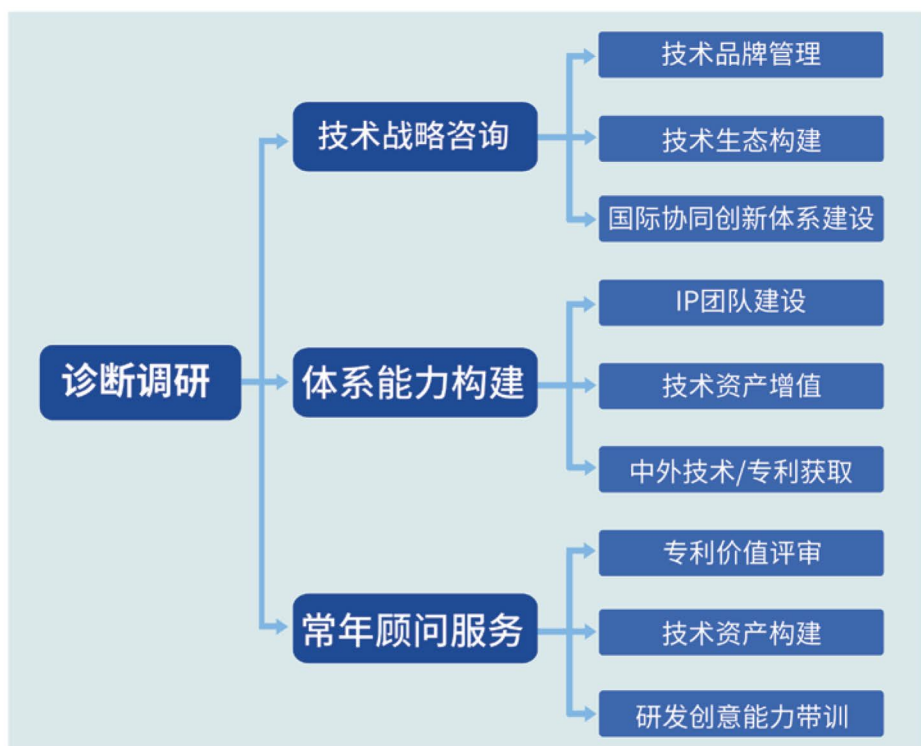 诊断调研
技术战略咨询
技术品牌管理
技术生态构建
国际协同创新体系建设
体系能力构建
IP团队建设
技术资产增值
中外技术/专利获取
常年顾问服务
专利价值评审
技术资产构建
研发创意能力带训